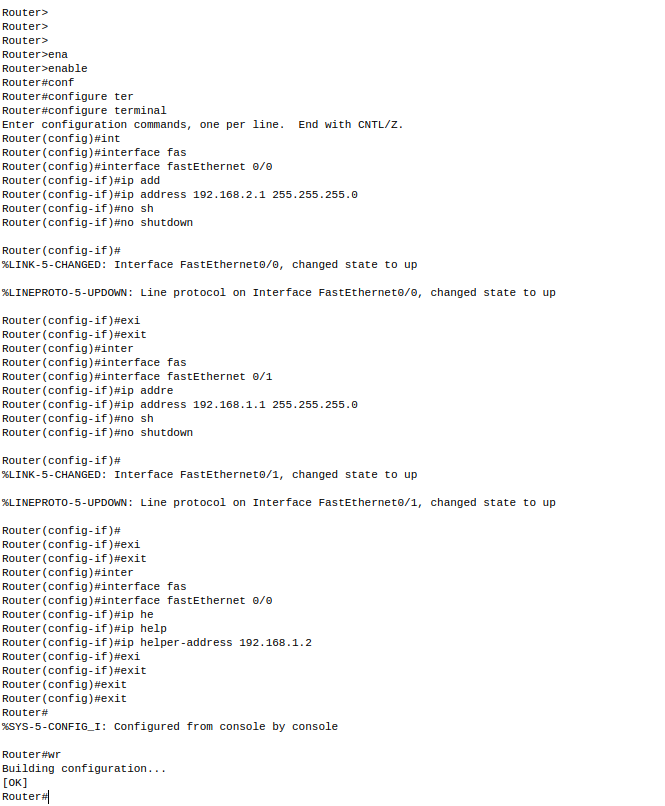 Router>
Router>
Router>
Router>ena
Router>enable
Router#conf
Router#configure ter
Router#configure terminal
Enter configuration commands, one per line.  End with CNTL/Z.
Router(config)#int
Router(config)#interface fas
Router(config)#interface fastEthernet 0/0
Router(config-if)#ip add
Router(config-if)#ip address 192.168.2.1 255.255.255.0
Router(config-if)#no sh
Router(config-if)#no shutdown
Router(config-if)#
%LINK-5-CHANGED: Interface FastEthernet0/0, changed state to up
%LINEPROTO-5-UPDOWN: Line protocol on Interface FastEthernet0/0, changed state to up
Router(config-if)#exi
Router(config-if)#exit
Router(config)#inter
Router(config)#interface fas
Router(config)#interface fastEthernet 0/1
Router(config-if)#ip addre
Router(config-if)#ip address 192.168.1.1 255.255.255.0
Router(config-if)#no sh
Router(config-if)#no shutdown
Router(config-if)#
%LINK-5-CHANGED: Interface FastEthernet0/1, changed state to up
%LINEPROTO-5-UPDOWN: Line protocol on Interface FastEthernet0/1, changed state to up
Router(config-if)#
Router(config-if)#exi
Router(config-if)#exit
Router(config)#inter
Router(config)#interface fas
Router(config)#interface fastEthernet 0/0
Router(config-if)#ip he
Router(config-if)#ip help
Router(config-if)#ip helper-address 192.168.1.2
Router(config-if)#exi
Router(config-if)#exit
Router(config)#exit
Router(config)#exit
Router#
%SYS-5-CONFIG_I: Configured from console by console
Router#wr
Building configuration...
[OK]
Router#